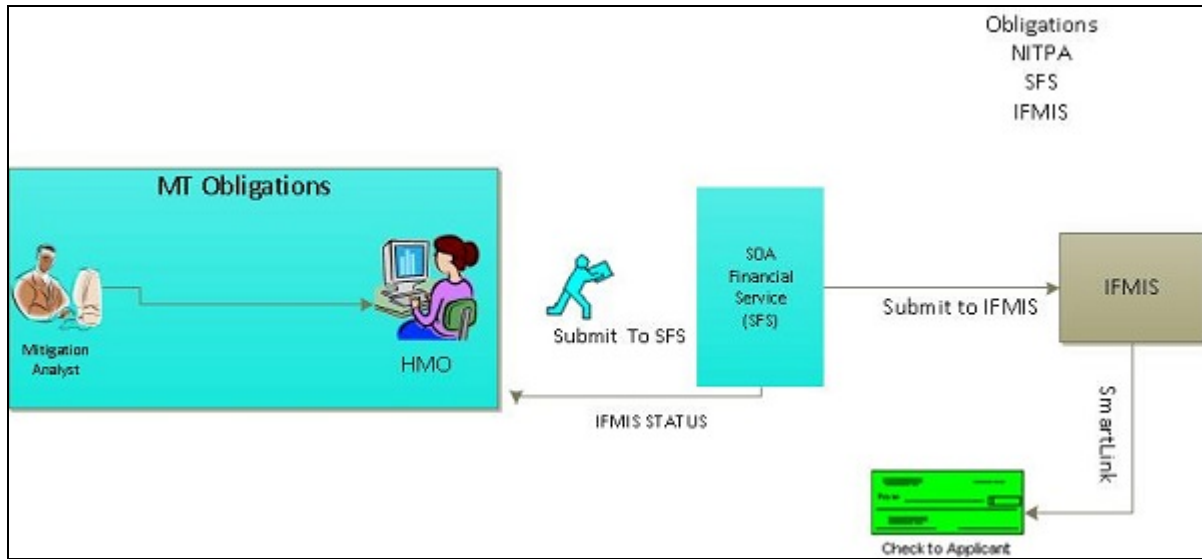 Obligations
NITPA
SFS
IFMIS
MT Obligations
Mitigation
Analyst
HMO
Submit To SFS
SOA
Financial
Service
(SFS)
Submit to IFMIS
IFMIS
IFMIS STATUS
SmartLink
Check to Applicant